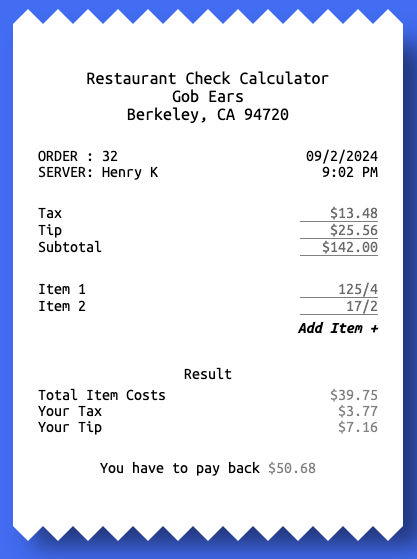 Restaurant Check Calculator
Gob Ears
Berkeley, CA 94720
ORDER : 32 09/2/2024
SERVER: Henry K 9:02 PM
Tax $13.48
Tip $25.56
Subtotal $142.00
Item 1 125/4
Item 2 17/2
Add Item +
Result
Total Item Costs $39.75
Your Tax $3.77
Your Tip $7.16
You have to pay back $50.68